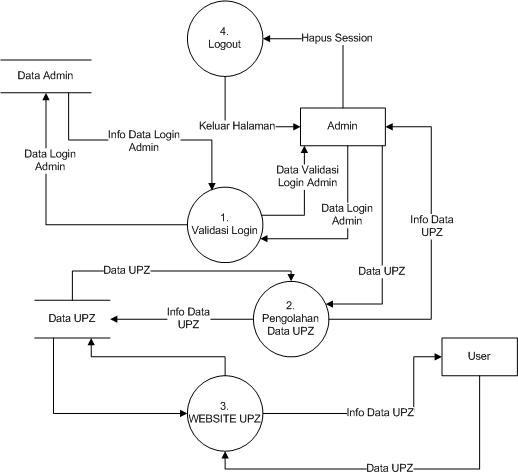 4.
Logout
Hapus Session
Data Admin
Info Data Login
Admin
Keluar Halaman
Admin
Data Login
Admin
Data Validasi
Login Admin
1.
Validasi Login
Data Login
Admin
Info Data
UPZ
Data UPZ
Data UPZ
Data UPZ
Info Data
UPZ
2.
Pengolahan
Data UPZ
User
3.
WEBSITE UPZ
Info Data UPZ
Data UPZ